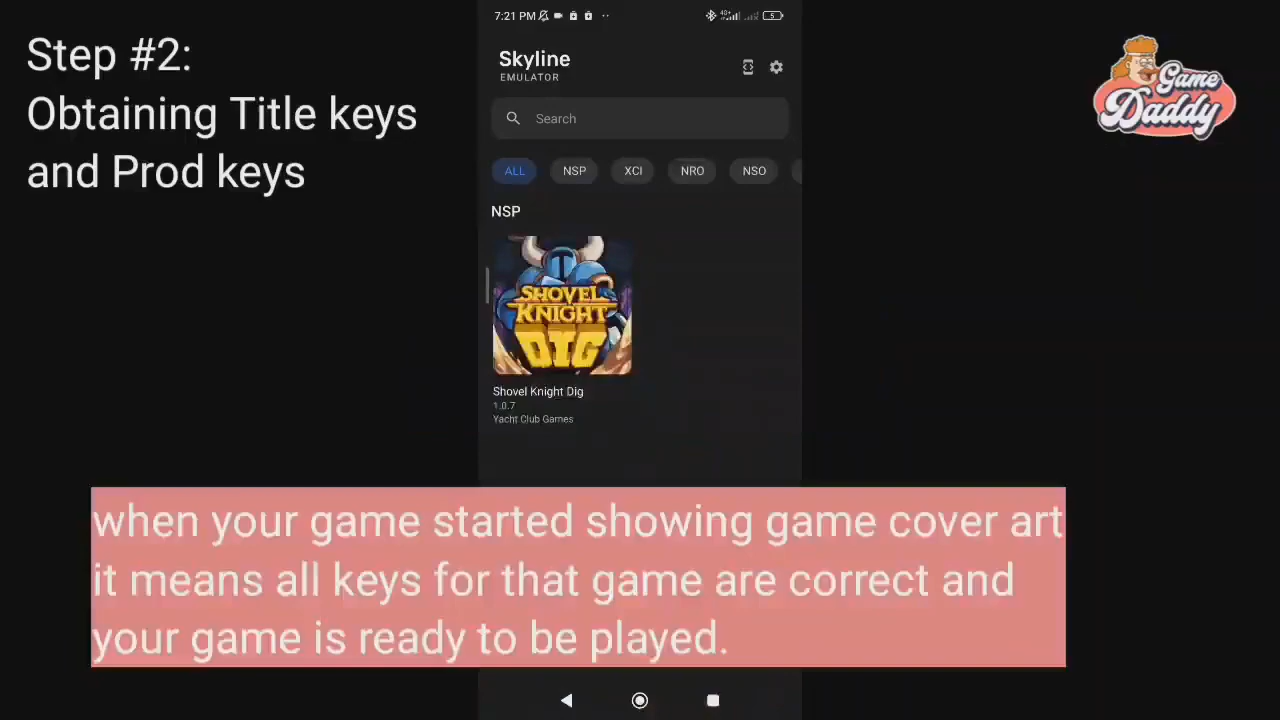 Step #2:
Obtaining Title keys
and Prod keys
7:21 PM
4G+
5
Skyline
EMULATOR
Search
ALL
NSP
XCI
NRO
NSO
NSP
SHOVEL
KNIGHT
DIG
Shovel Knight Dig
1.0.7
Yacht Club Games
Game
Daddy
when your game started showing game cover art
it means all keys for that game are correct and
your game is ready to be played.